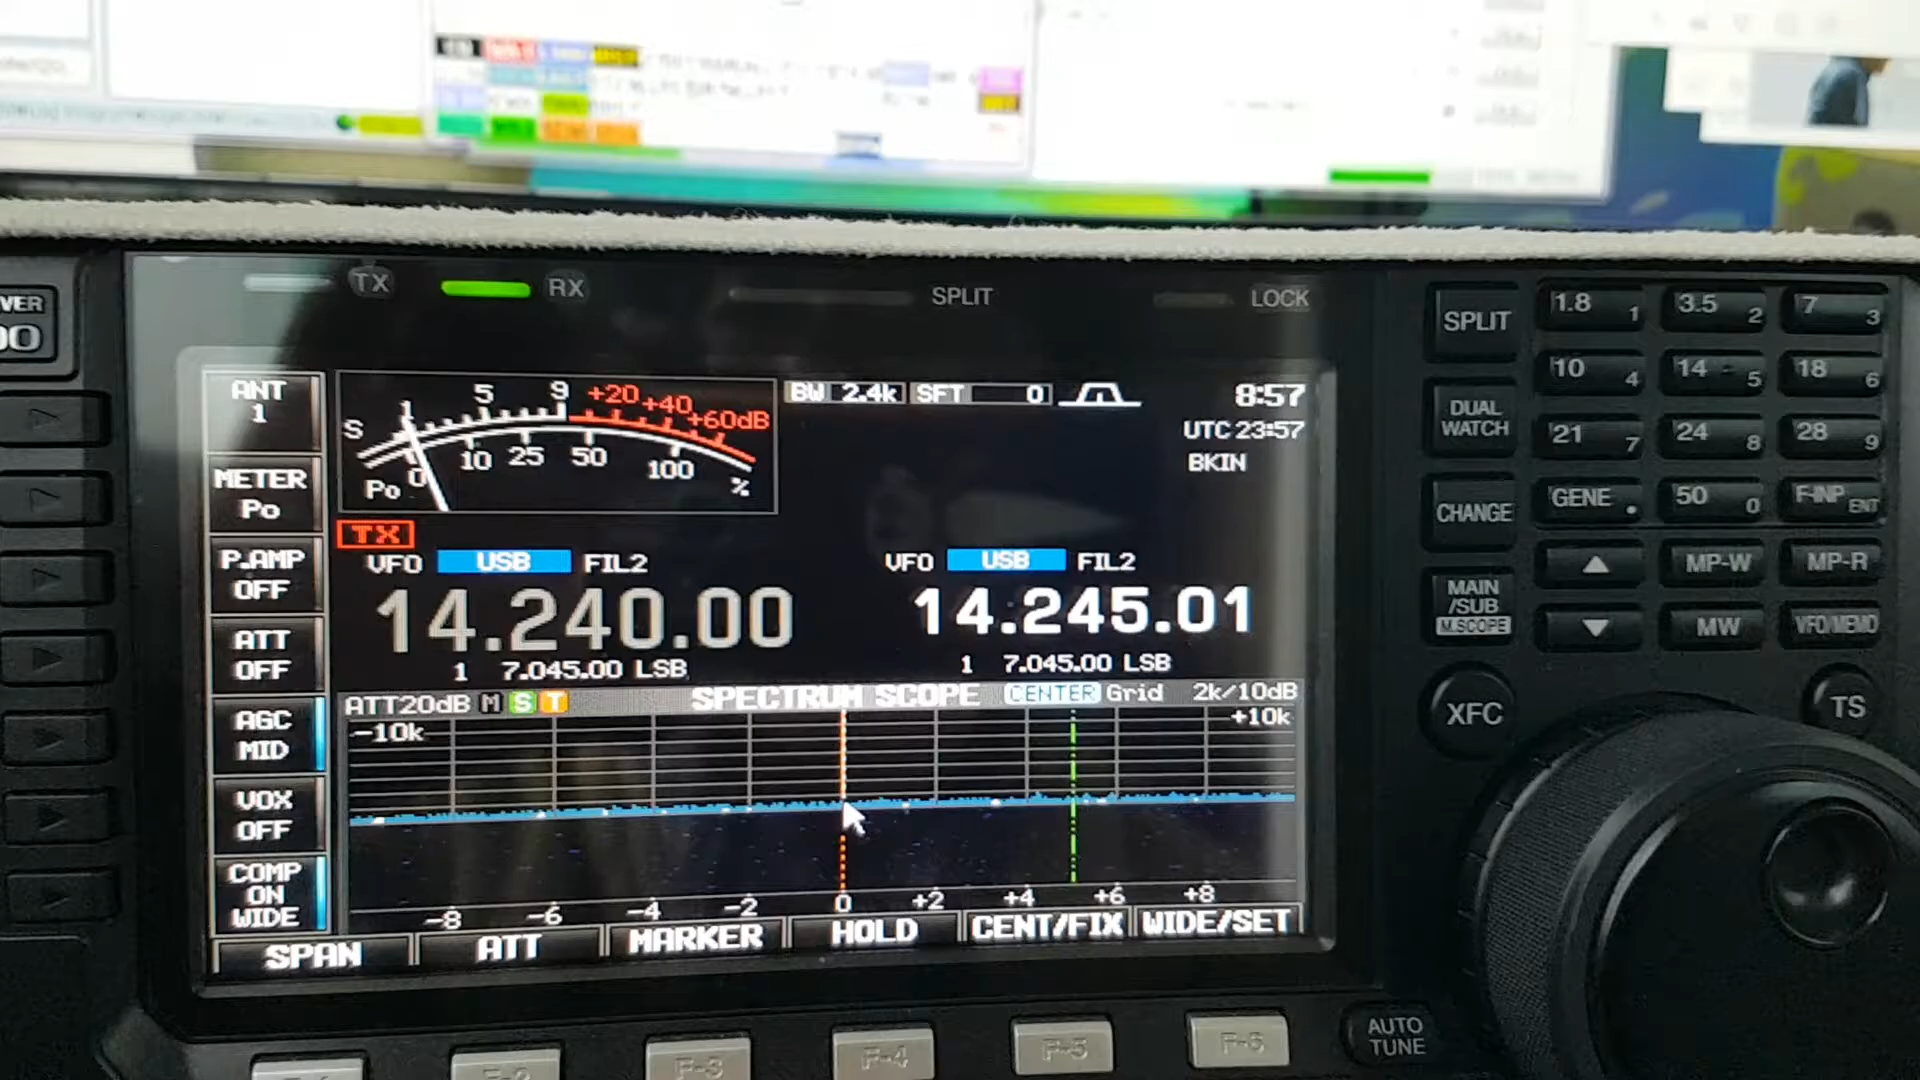 TX RX SPLIT LOCK
VER
00
ANT
1
METER
Po
P.AMP
OFF
ATT
OFF
AGC
MID
VOX
OFF
COMP
ON
WIDE
S 1 5 9 +20 +40 +60dB
Po 0 10 25 50 100 %
BW 2.4k SFT 0
8:57
UTC 23:57
BKIN
TX
VFO USB FIL2
14.240.00
1 7.045.00 LSB
VFO USB FIL2
14.245.01
1 7.045.00 LSB
ATT20dB M S T SPECTRUM SCOPE CENTER Grid 2k/10dB
-10k +10k
-8 -6 -4 -2 0 +2 +4 +6 +8
SPAN ATT MARKER HOLD CENT/FIX WIDE/SET
F-3 F-4 F-5 F-6
SPLIT
DUAL
WATCH
CHANGE
MAIN
/SUB
M.SCOPE
XFC
1.8 1 3.5 2 7 3
10 4 14 5 18 6
21 7 24 8 28 9
GENE . 50 0 F-INP ENT
MP-W MP-R
MW VFO/MEMO
TS
AUTO
TUNE